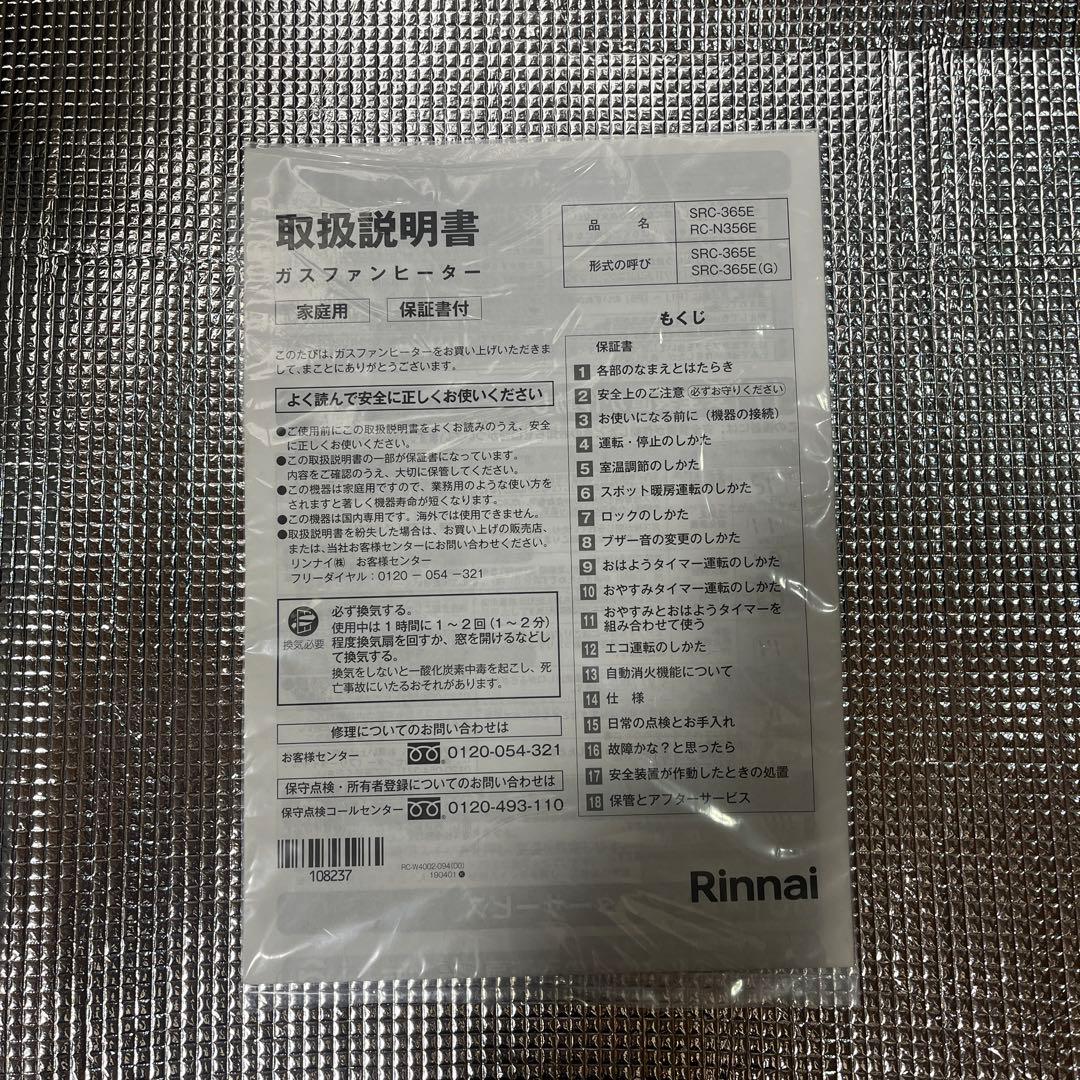 取扱説明書
ガスファンヒーター
家庭用 保証書付
品 名 SRC-365E
RC-N356E
形式の呼び SRC-365E
SRC-365E(G)
このたびは、ガスファンヒーターをお買い上げいただきま
して、まことにありがとうございます。
よく読んで安全に正しくお使いください
●ご使用前にこの取扱説明書をよくお読みのうえ、安全
に正しくお使いください。
●この取扱説明書の一部が保証書になっています。
内容をご確認のうえ、大切に保管してください。
●この機器は家庭用ですので、業務用のような使い方を
されますと著しく機器寿命が短くなります。
●この機器は国内専用です。海外では使用できません。
●取扱説明書を紛失した場合は、お買い上げの販売店、
または、当社お客様センターにお問い合わせください。
リンナイ㈱ お客様センター
フリーダイヤル：0120－054－321
換気必要
必ず換気する。
使用中は1時間に1～2回(1～2分)
程度換気扇を回すか、窓を開けるなどし
て換気する。
換気をしないと一酸化炭素中毒を起こし、死
亡事故にいたるおそれがあります。
修理についてのお問い合わせは
お客様センター 0120-054-321
保守点検・所有者登録についてのお問い合わせは
保守点検コールセンター 0120-493-110
108237
RC-W4002-094(00)
190401 K
もくじ
保証書
1 各部のなまえとはたらき
2 安全上のご注意 必ずお守りください
3 お使いになる前に（機器の接続）
4 運転・停止のしかた
5 室温調節のしかた
6 スポット暖房運転のしかた
7 ロックのしかた
8 ブザー音の変更のしかた
9 おはようタイマー運転のしかた
10 おやすみタイマー運転のしかた
11 おやすみとおはようタイマーを
組み合わせて使う
12 エコ運転のしかた
13 自動消火機能について
14 仕 様
15 日常の点検とお手入れ
16 故障かな？と思ったら
17 安全装置が作動したときの処置
18 保管とアフターサービス
Rinnai